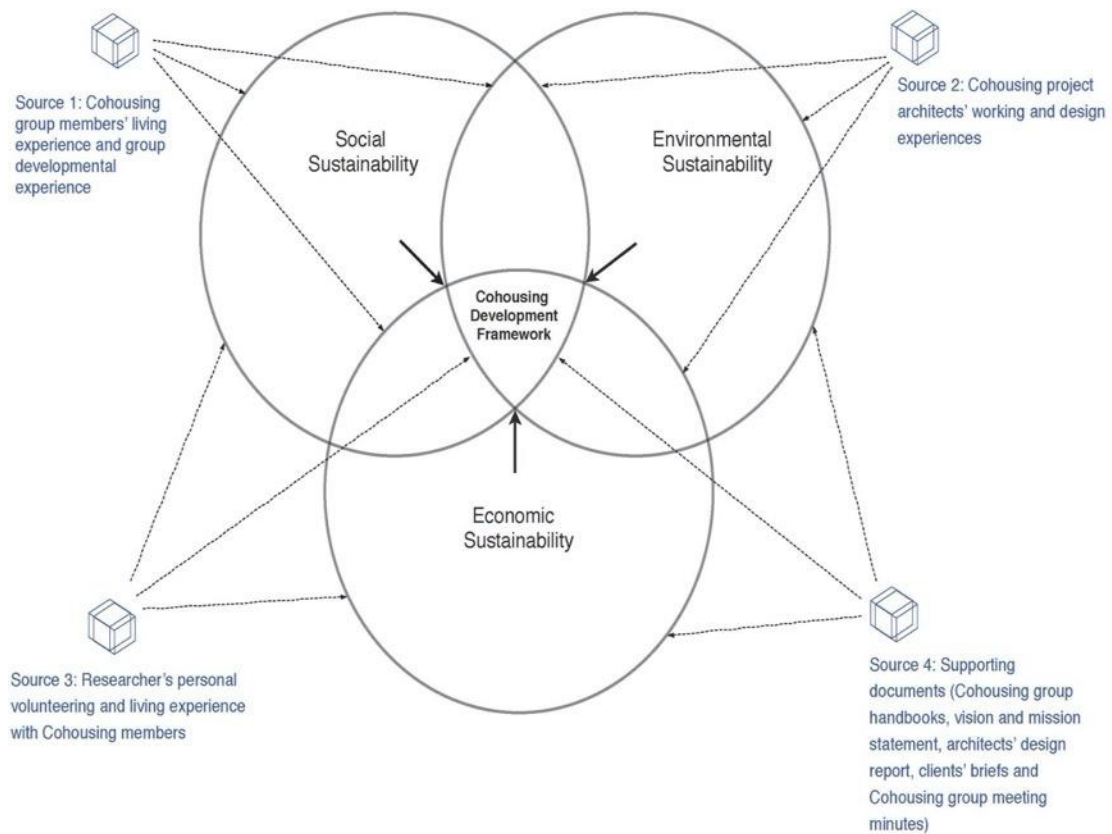 Source 1: Cohousing
group members' living
experience and group
developmental
experience
Social
Sustainability
Environmental
Sustainability
Source 2: Cohousing project
architects' working and design
experiences
Cohousing
Development
Framework
Economic
Sustainability
Source 3: Researcher's personal
volunteering and living experience
with Cohousing members
Source 4: Supporting
documents (Cohousing group
handbooks, vision and mission
statement, architects' design
report, clients' briefs and
Cohousing group meeting
minutes)